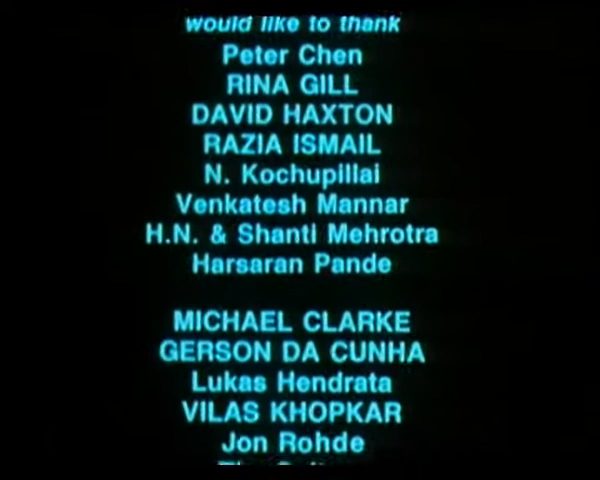 would like to thank
Peter Chen
RINA GILL
DAVID HAXTON
RAZIA ISMAIL
N. Kochupillai
Venkatesh Mannar
H.N. & Shanti Mehrotra
Harsaran Pande
MICHAEL CLARKE
GERSON DA CUNHA
Lukas Hendrata
VILAS KHOPKAR
Jon Rohde